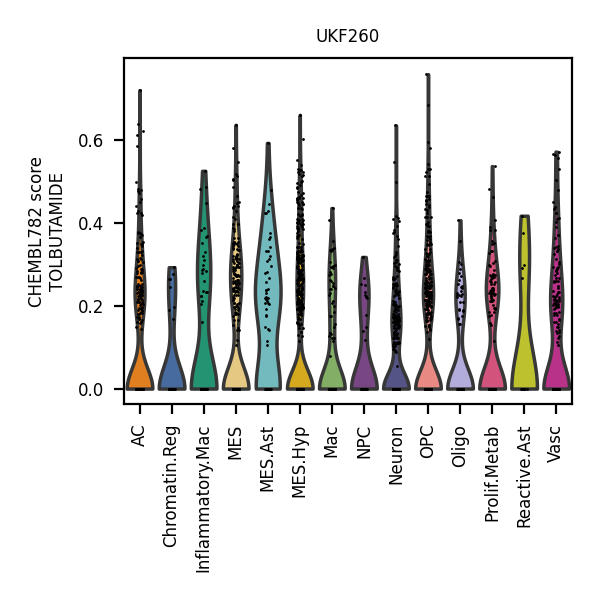 UKF260
CHEMBL782 score
TOLBUTAMIDE
0.6
0.4
0.2
0.0
AC
Chromatin.Reg
Inflammatory.Mac
MES
MES.Ast
MES.Hyp
Mac
NPC
Neuron
OPC
Oligo
Prolif.Metab
Reactive.Ast
Vasc